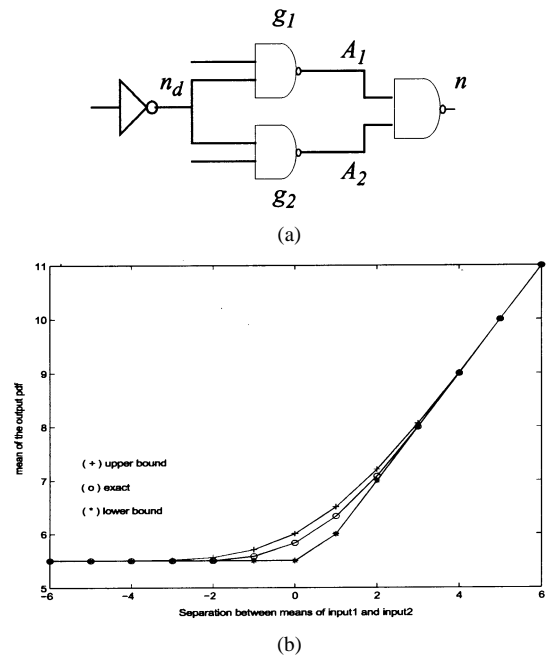 g1
A1
nd
n
A2
g2
(a)
11
10
9
8
7
6
5
mean of the output pdf
( + ) upper bound
( o ) exact
( * ) lower bound
−6
−4
−2
0
2
4
6
Separation between means of input1 and input2
(b)